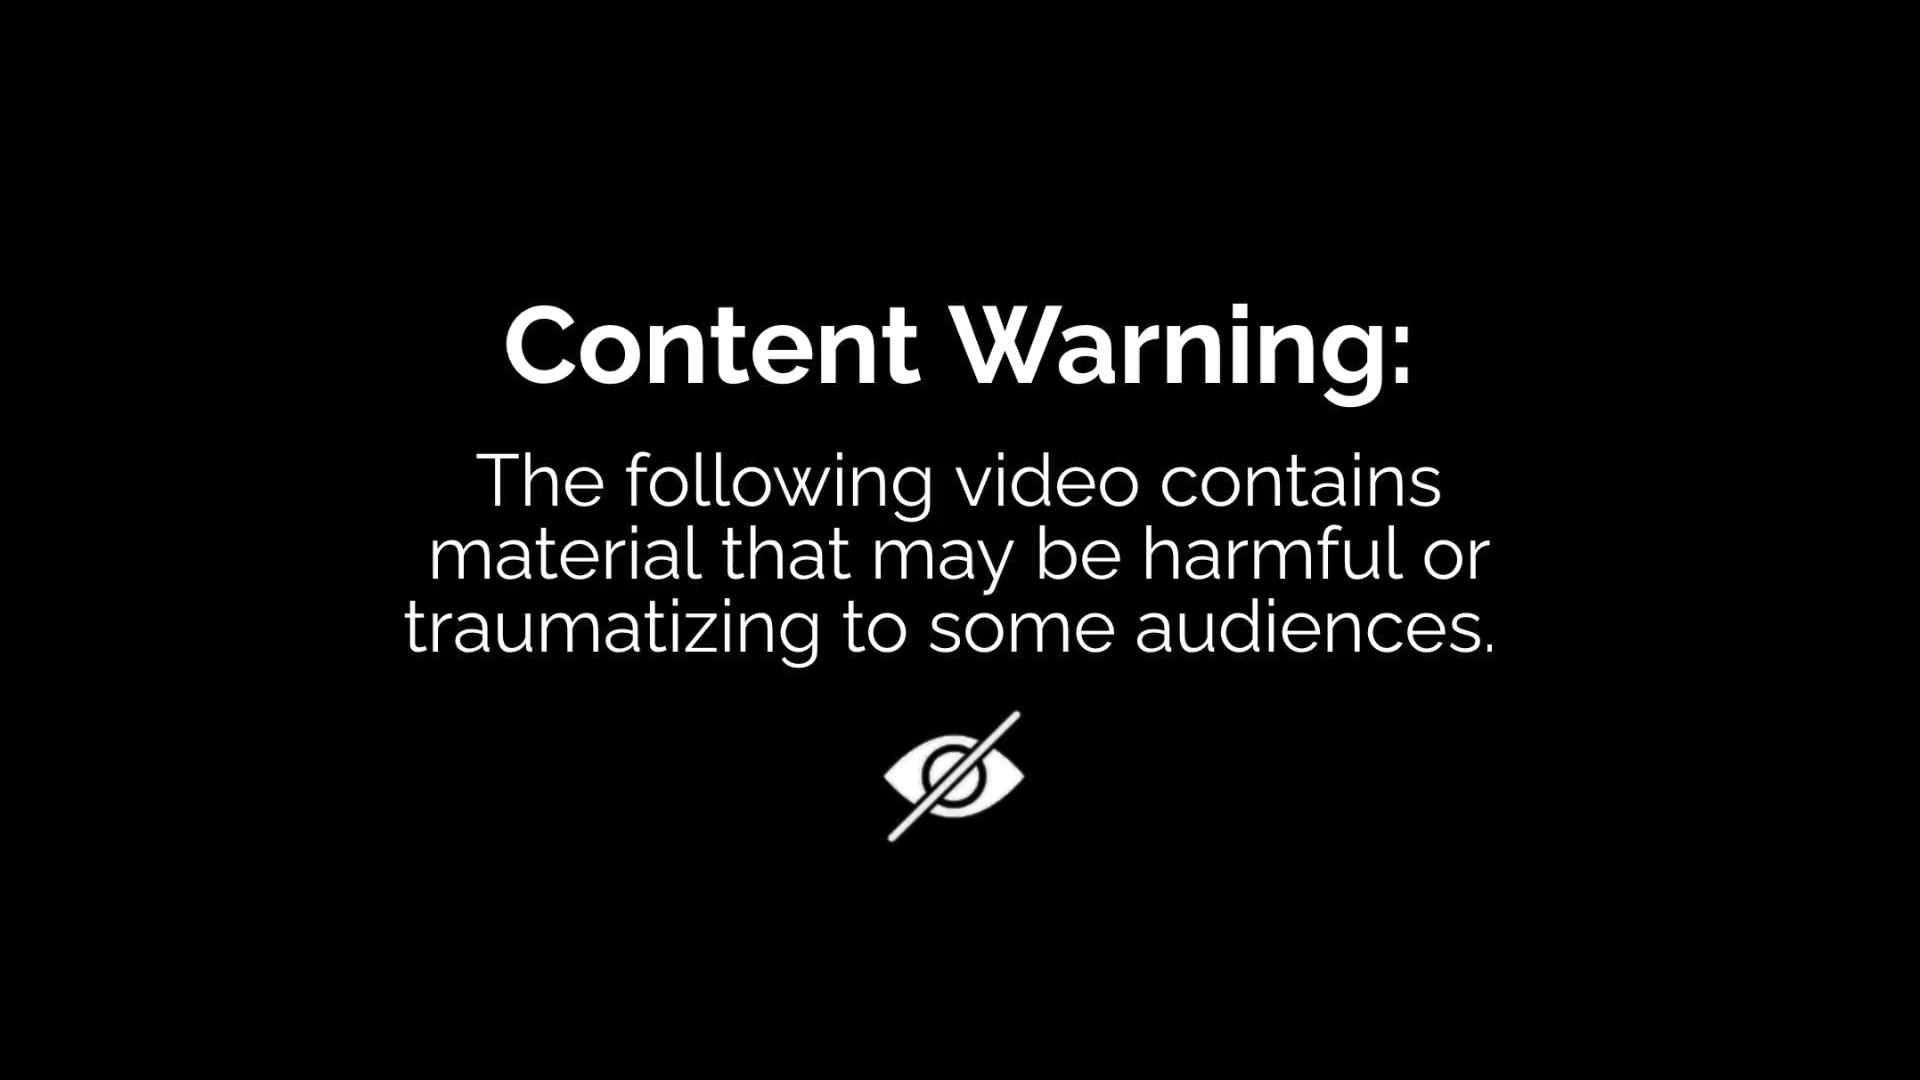 Content Warning:
The following video contains
material that may be harmful or
traumatizing to some audiences.